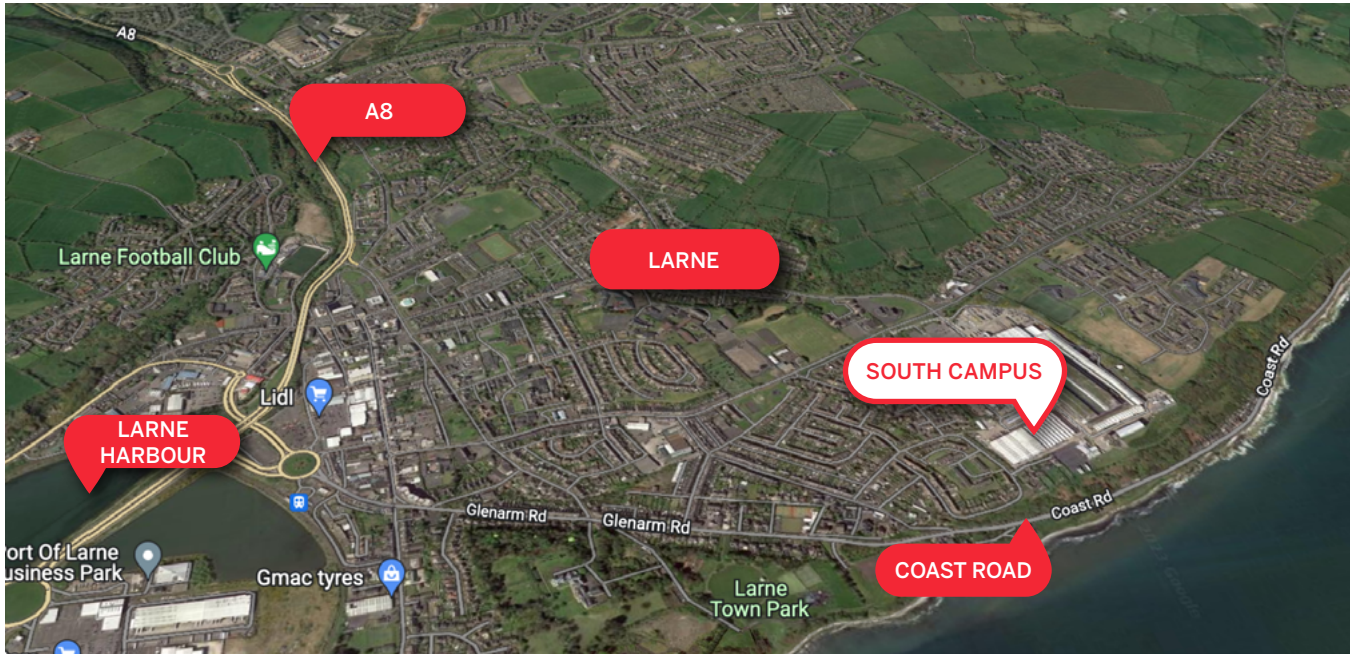 A8
A8
Larne Football Club
LARNE
SOUTH CAMPUS
Coast Rd
Lidl
LARNE
HARBOUR
Glenarm Rd
Glenarm Rd
Coast Rd
ort Of Larne
usiness Park
Gmac tyres
COAST ROAD
Larne
Town Park
Google